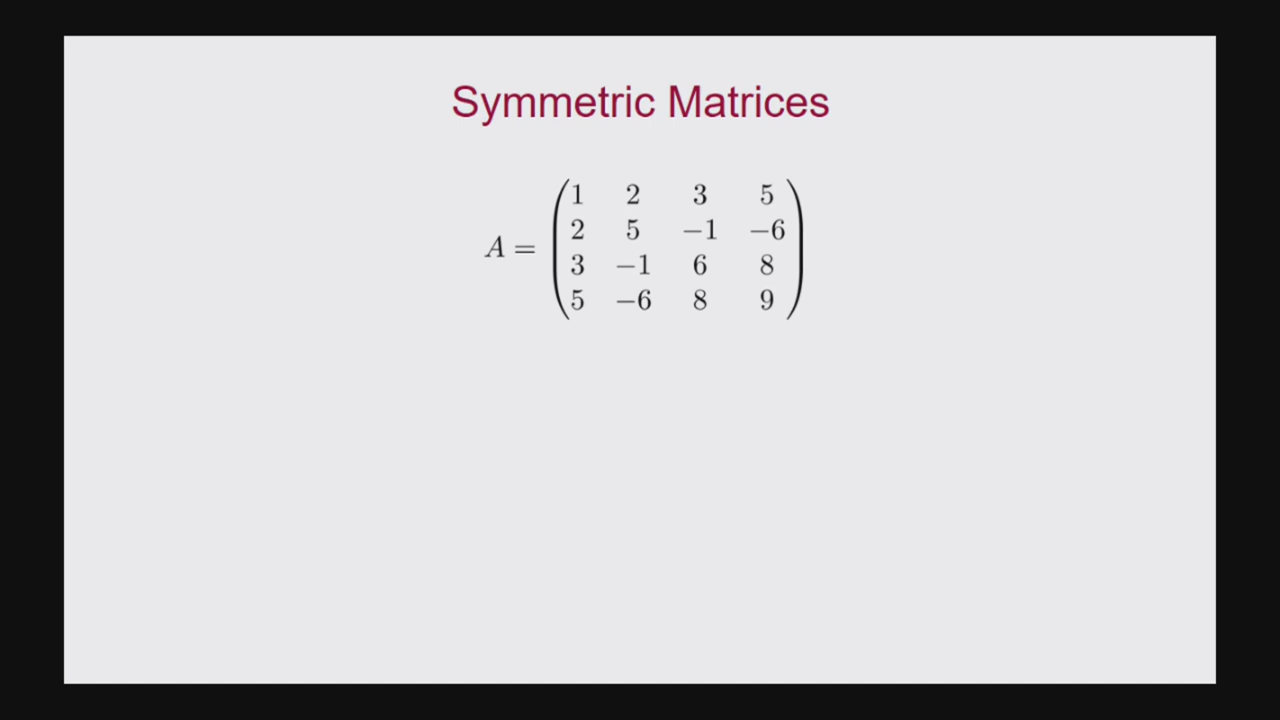 Symmetric Matrices
A = 
1 2 3 5
2 5 −1 −6
3 −1 6 8
5 −6 8 9